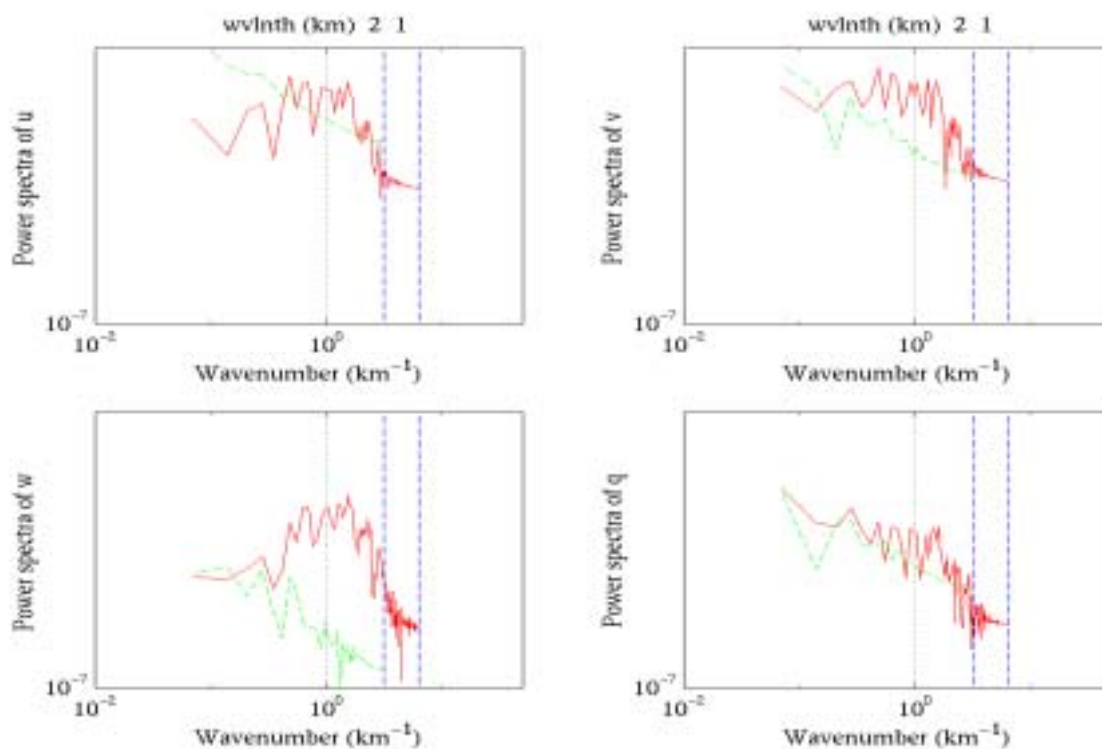 wvlnth (km) 2 1
Power spectra of u
10⁻⁷
10⁻²
10⁰
Wavenumber (km⁻¹)
wvlnth (km) 2 1
Power spectra of v
10⁻⁷
10⁻²
10⁰
Wavenumber (km⁻¹)
Power spectra of w
10⁻⁷
10⁻²
10⁰
Wavenumber (km⁻¹)
Power spectra of q
10⁻⁷
10⁻²
10⁰
Wavenumber (km⁻¹)